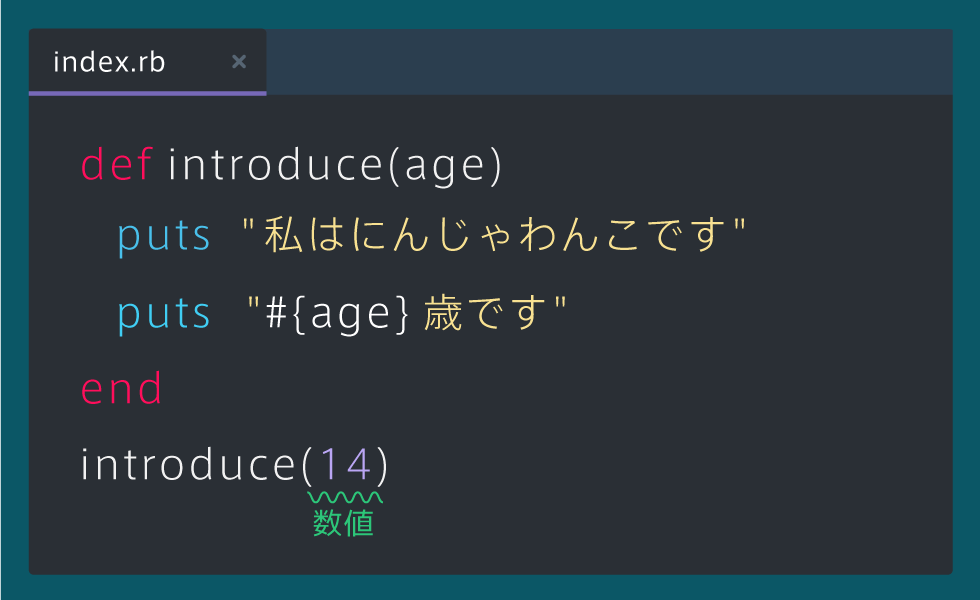 index.rb ×
def introduce(age)
puts "私はにんじゃわんこです"
puts "#{age} 歳です"
end
introduce(14)
数値